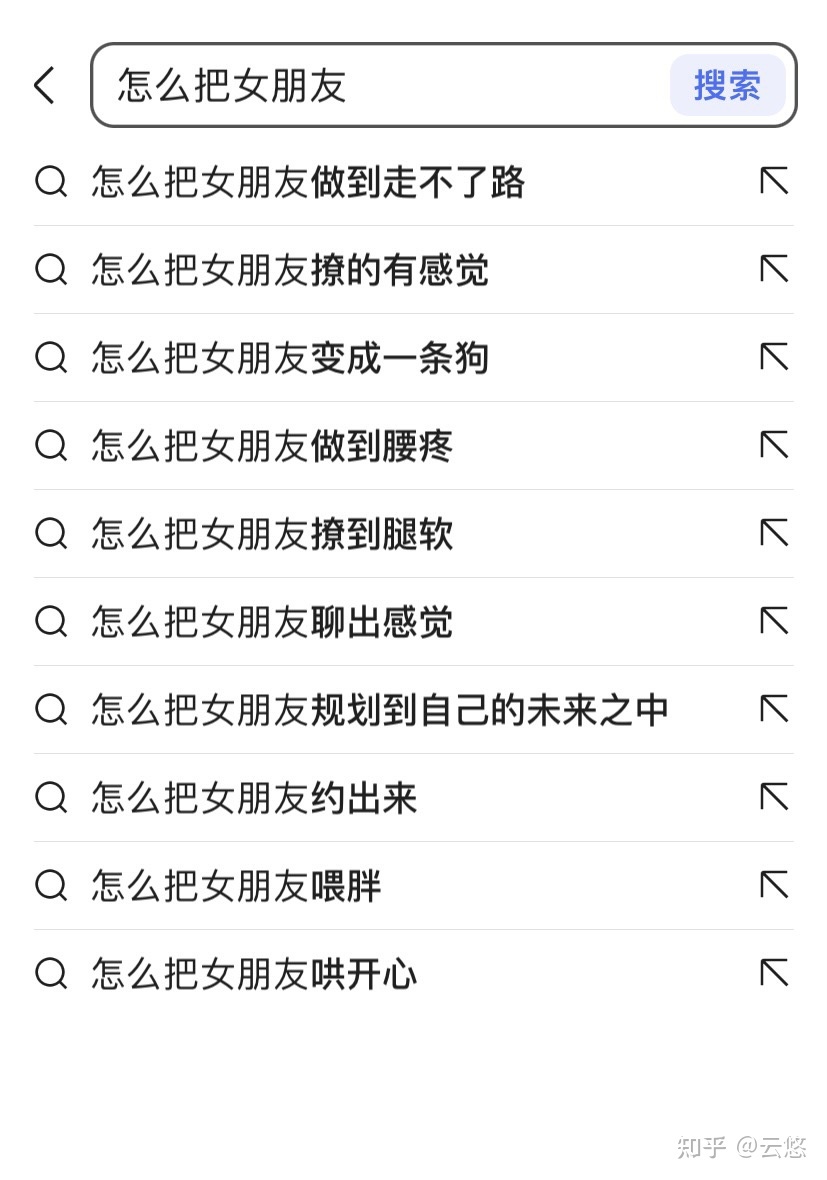 怎么把女朋友 搜索
怎么把女朋友做到走不了路
怎么把女朋友撩的有感觉
怎么把女朋友变成一条狗
怎么把女朋友做到腰疼
怎么把女朋友撩到腿软
怎么把女朋友聊出感觉
怎么把女朋友规划到自己的未来之中
怎么把女朋友约出来
怎么把女朋友喂胖
怎么把女朋友哄开心
知乎 @云悠